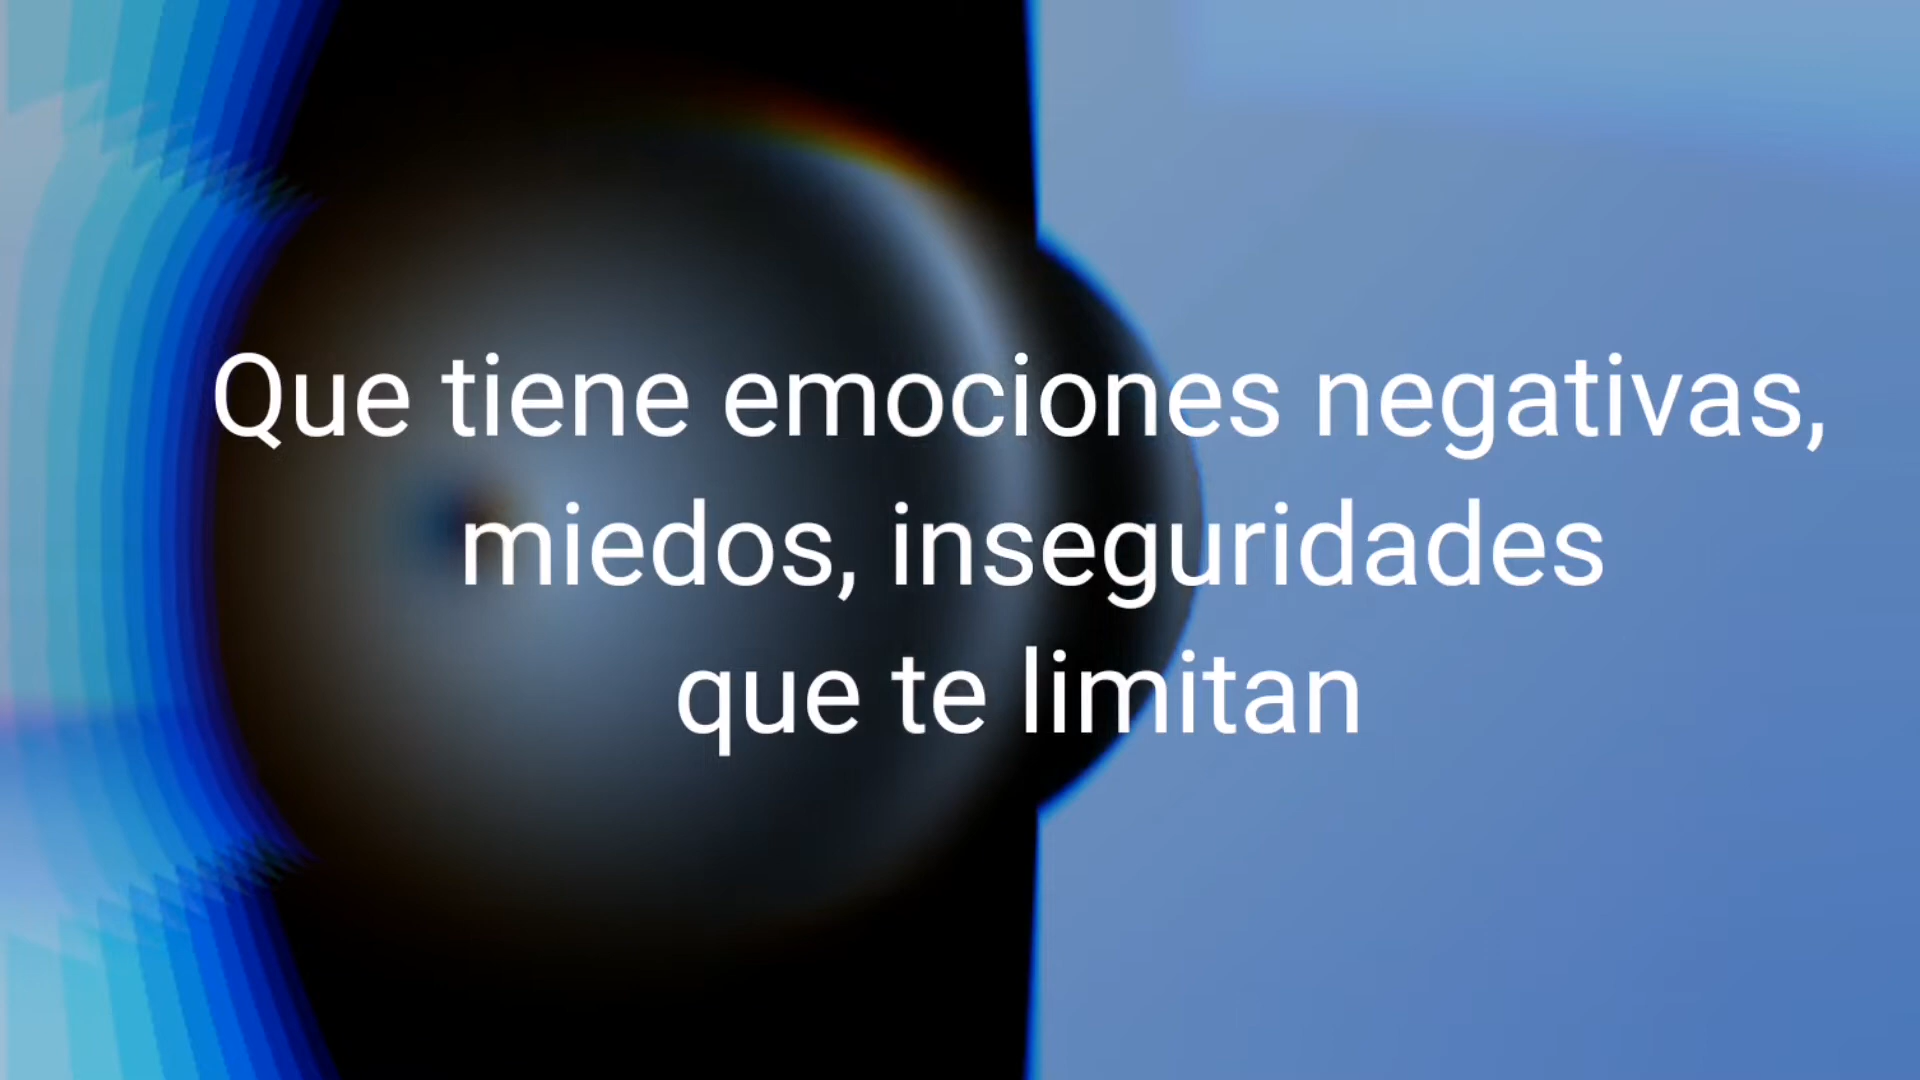 Que tiene emociones negativas,
miedos, inseguridades
que te limitan